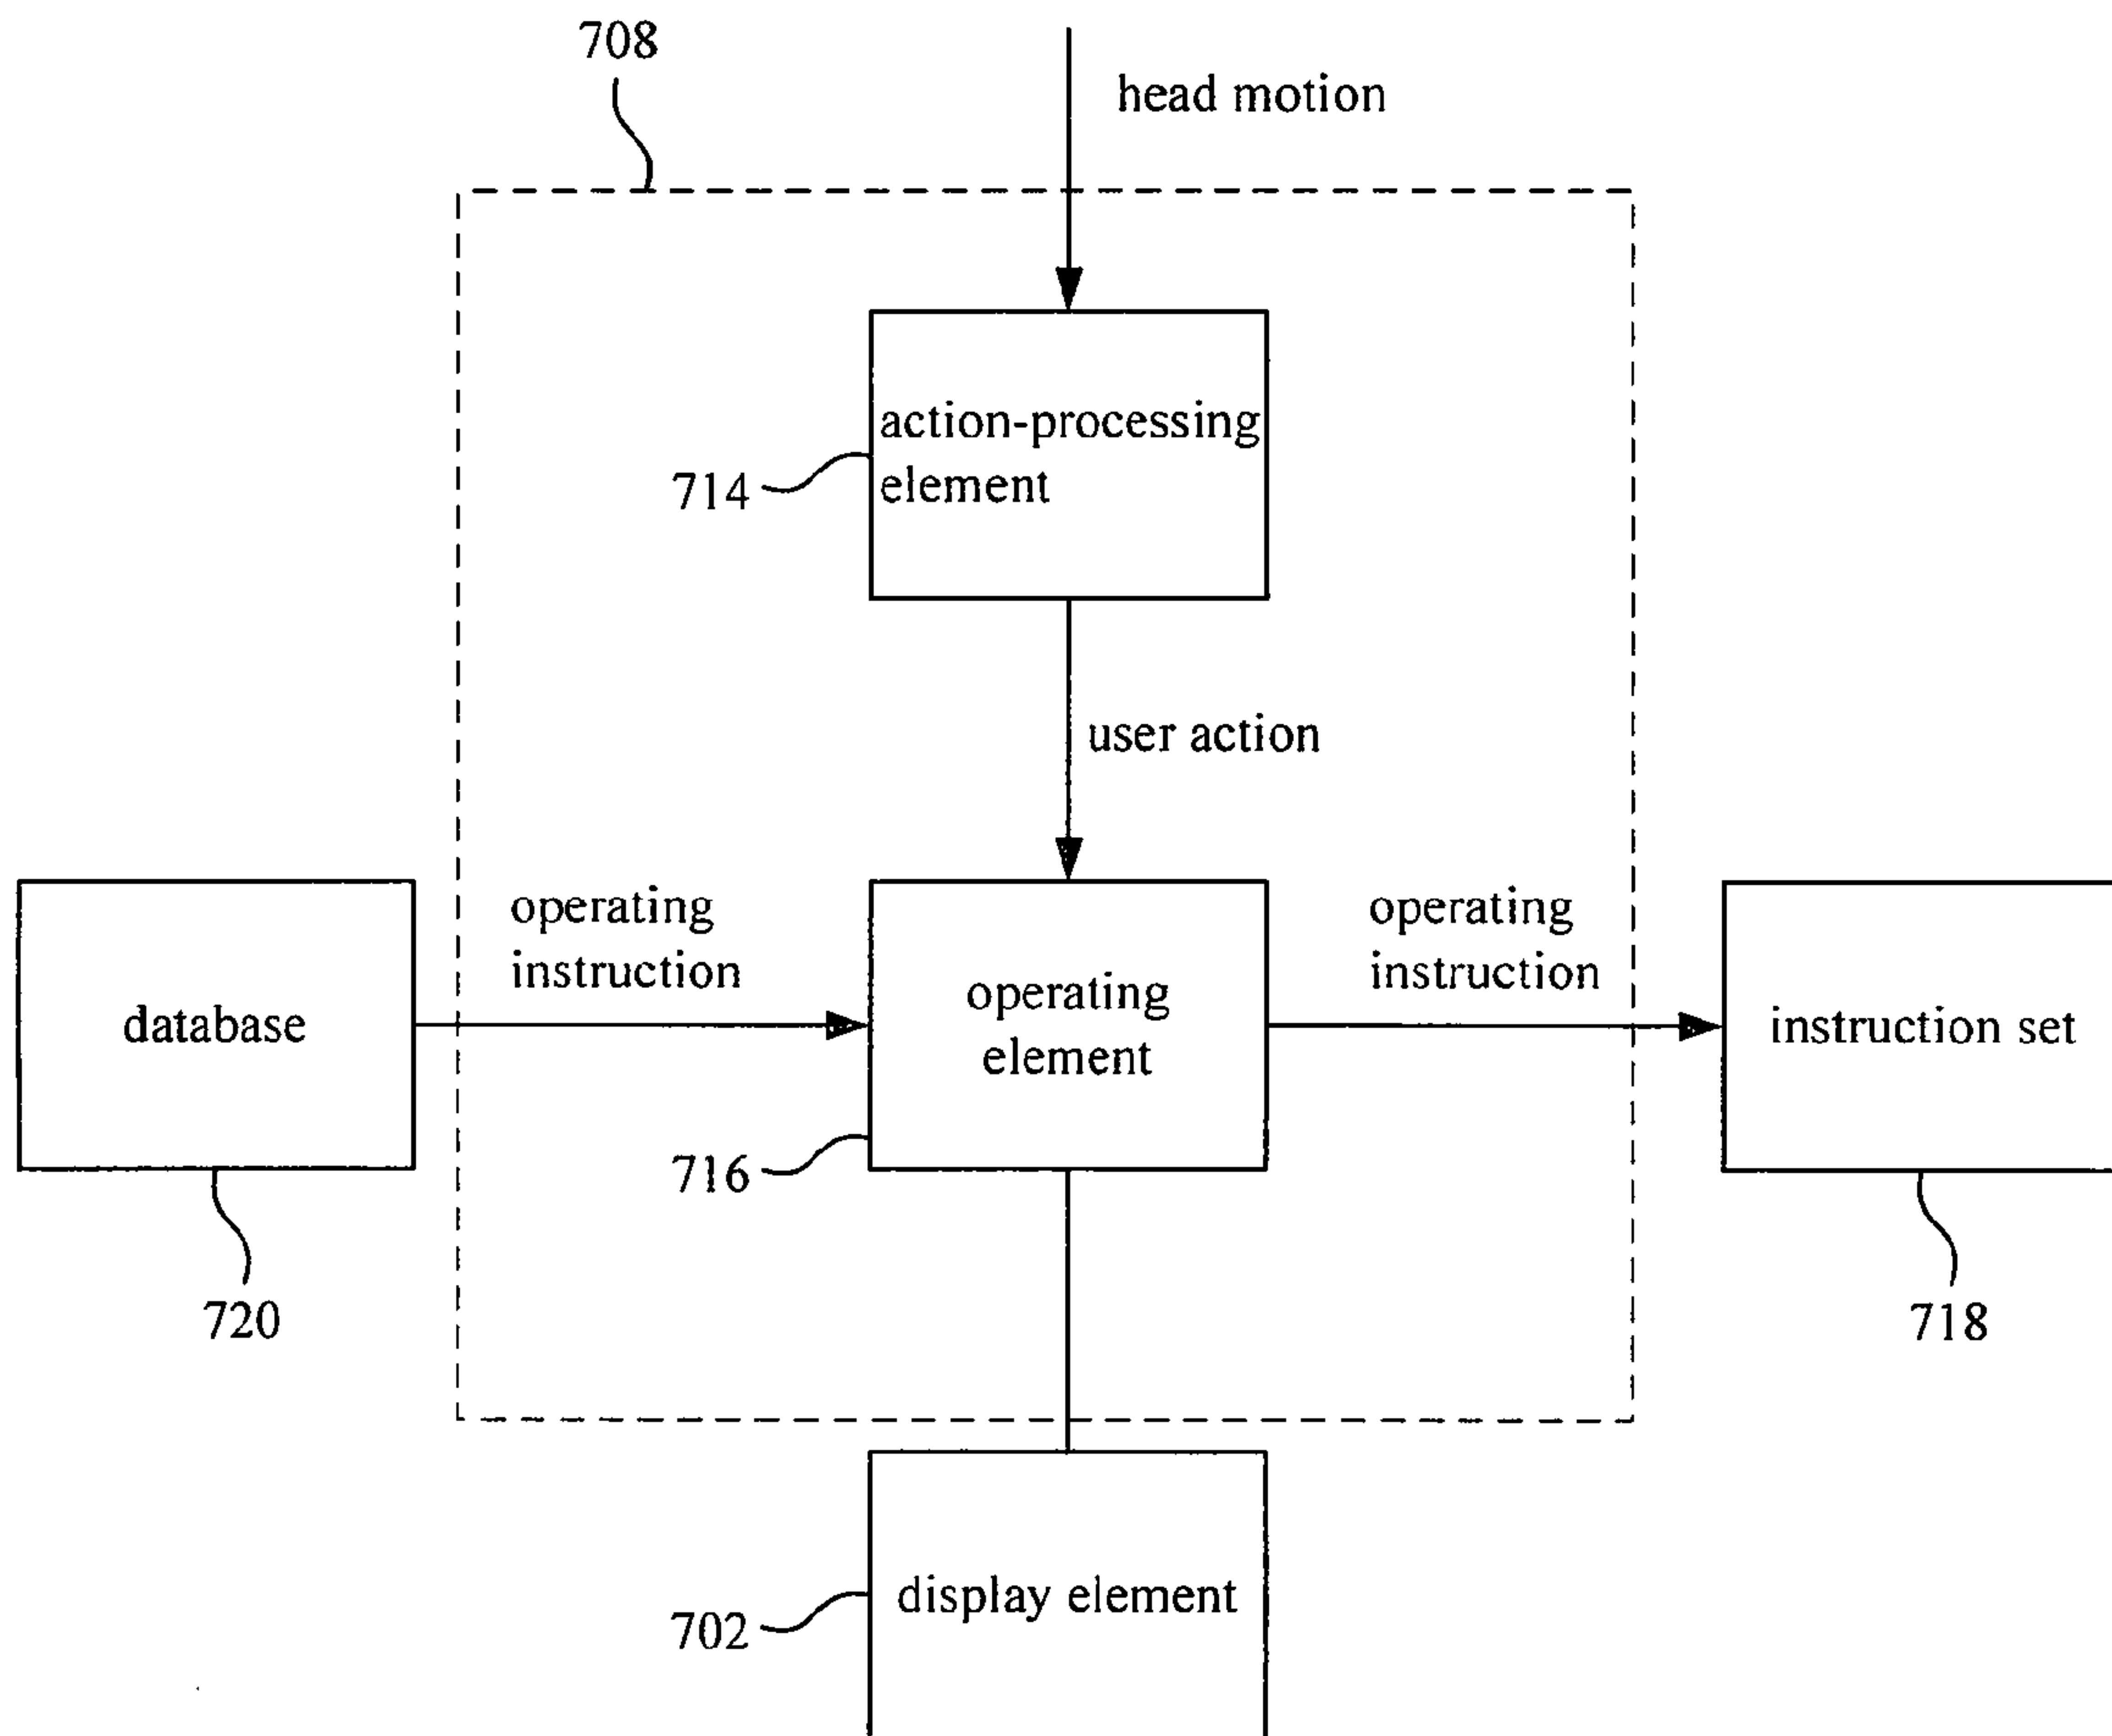 708
head motion
action-processing
element
714
user action
operating
instruction
operating
instruction
database
operating
element
instruction set
716
720
718
display element
702